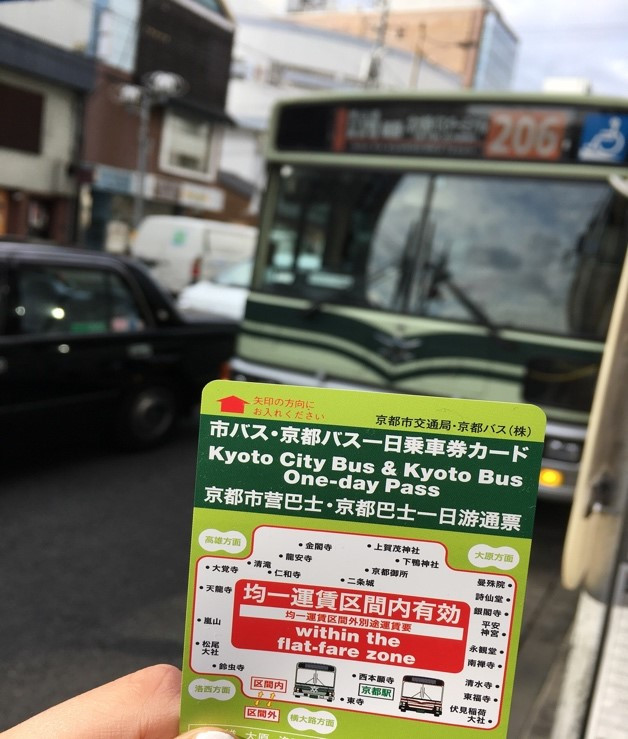 206
矢印の方向に
お入れください
京都市交通局・京都バス(株)
市バス・京都バス一日乗車券カード
Kyoto City Bus & Kyoto Bus
One-day Pass
京都市営巴士・京都巴士一日游通票
高雄方面
・金閣寺
・上賀茂神社
大原方面
・龍安寺
・下鴨神社
・清滝
・大覚寺
・仁和寺
・京都御所
・二条城
曼殊院・
詩仙堂・
銀閣寺・
平安
神宮・
永観堂・
南禅寺・
清水寺・
東福寺・
伏見稲荷
大社・
・天龍寺
・嵐山
・松尾
大社
・鈴虫寺
均一運賃区間内有効
均一運賃区間外別途運賃要
within the
flat-fare zone
洛西方面
区間内
区間外
・西本願寺
京都駅
・東寺
横大路方面